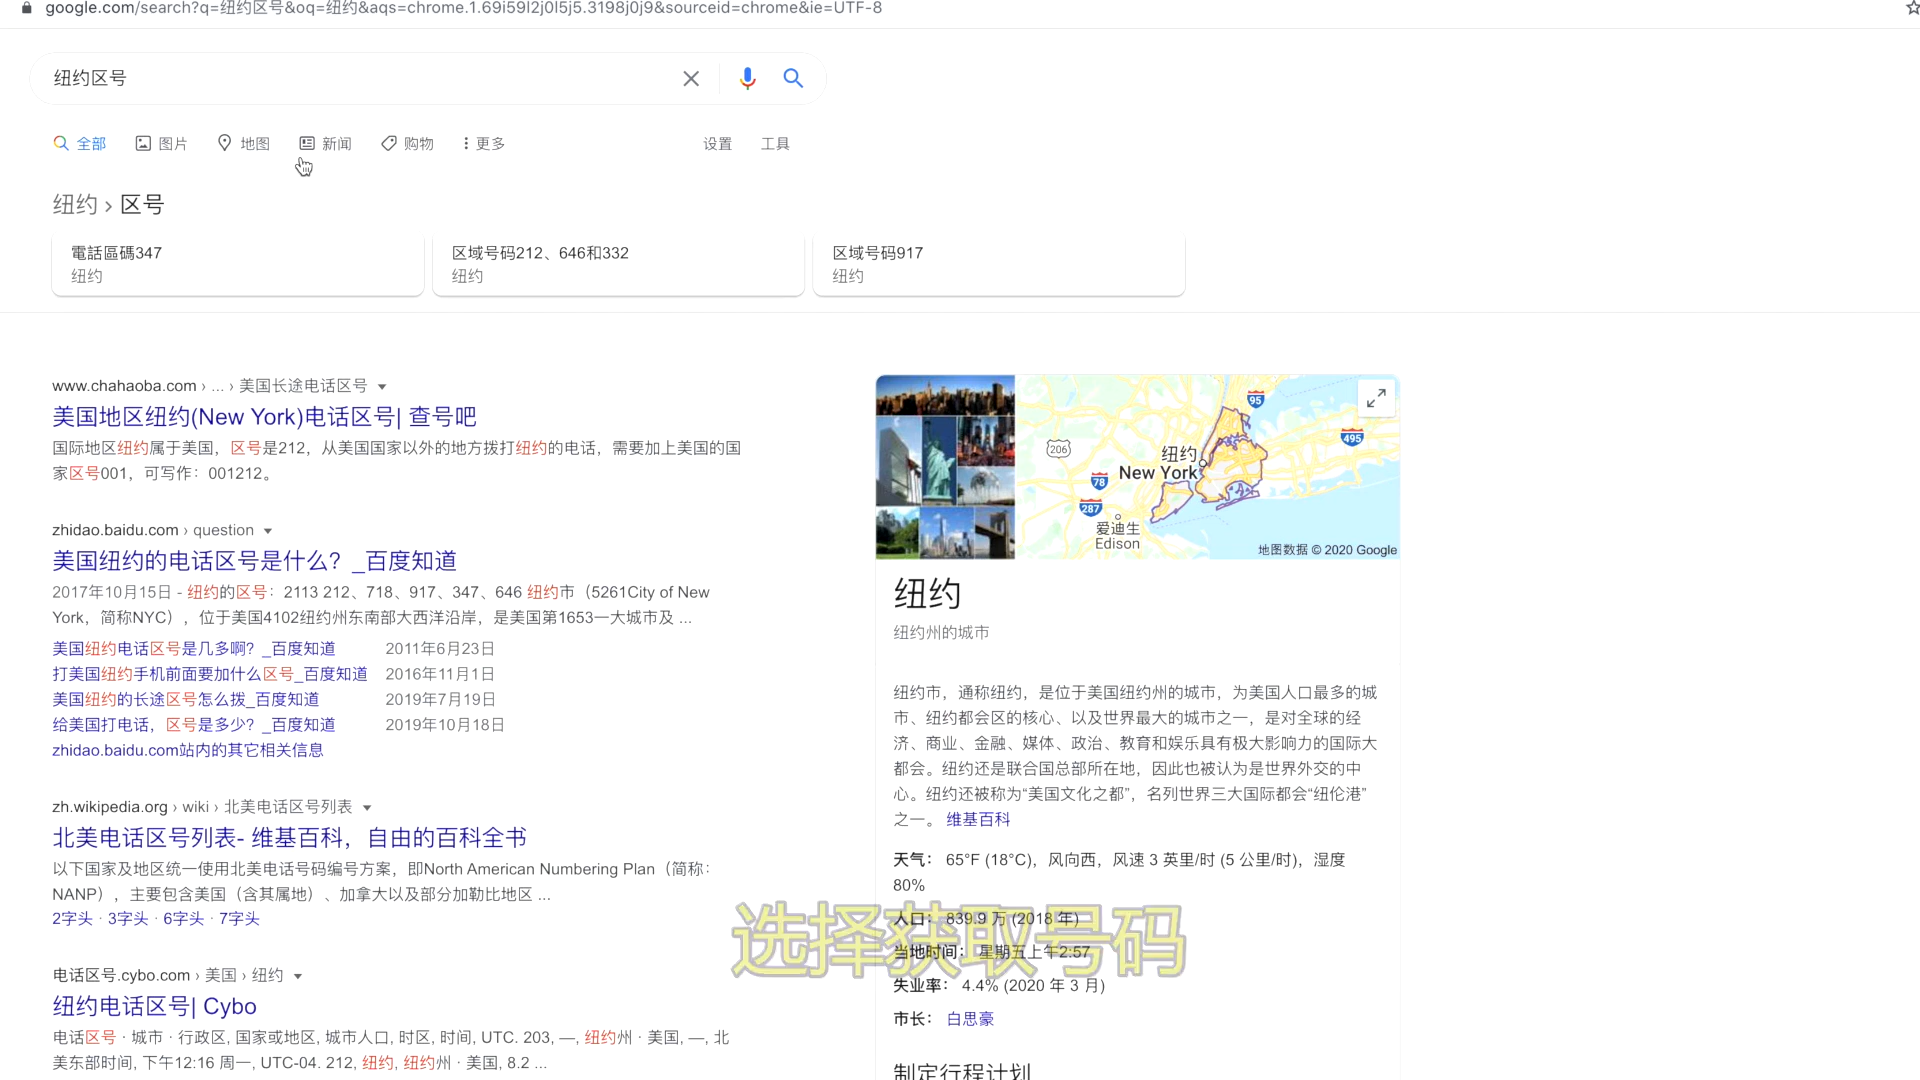 google.com/search?q=纽约区号&oq=纽约&aqs=chrome.1.69i59l2j0l5j5.3198j0j9&sourceid=chrome&ie=UTF-8
纽约区号
全部 图片 地图 新闻 购物 更多 设置 工具
纽约 › 区号
電話區碼347
纽约
区域号码212、646和332
纽约
区域号码917
纽约
www.chahaoba.com › ... › 美国长途电话区号
美国地区纽约(New York)电话区号| 查号吧
国际地区纽约属于美国，区号是212，从美国国家以外的地方拨打纽约的电话，需要加上美国的国
家区号001，可写作：001212。
zhidao.baidu.com › question
美国纽约的电话区号是什么？_百度知道
2017年10月15日 - 纽约的区号：2113 212、718、917、347、646 纽约市（5261City of New
York，简称NYC），位于美国4102纽约州东南部大西洋沿岸，是美国第1653一大城市及 ...
美国纽约电话区号是几多啊？_百度知道 2011年6月23日
打美国纽约手机前面要加什么区号_百度知道 2016年11月1日
美国纽约的长途区号怎么拨_百度知道 2019年7月19日
给美国打电话，区号是多少？_百度知道 2019年10月18日
zhidao.baidu.com站内的其它相关信息
zh.wikipedia.org › wiki › 北美电话区号列表
北美电话区号列表- 维基百科，自由的百科全书
以下国家及地区统一使用北美电话号码编号方案，即North American Numbering Plan（简称：
NANP），主要包含美国（含其属地）、加拿大以及部分加勒比地区 ...
2字头 · 3字头 · 6字头 · 7字头
电话区号.cybo.com › 美国 › 纽约
纽约电话区号| Cybo
电话区号 · 城市 · 行政区, 国家或地区, 城市人口, 时区, 时间, UTC. 203, —, 纽约州 · 美国, —, 北
美东部时间, 下午12:16 周一, UTC-04. 212, 纽约, 纽约州 · 美国, 8.2 ...
95
495
206
纽约
New York
78
287
爱迪生
Edison
地图数据 © 2020 Google
纽约
纽约州的城市
纽约市，通称纽约，是位于美国纽约州的城市，为美国人口最多的城
市、纽约都会区的核心、以及世界最大的城市之一，是对全球的经
济、商业、金融、媒体、政治、教育和娱乐具有极大影响力的国际大
都会。纽约还是联合国总部所在地，因此也被认为是世界外交的中
心。纽约还被称为“美国文化之都”，名列世界三大国际都会“纽伦港”
之一。 维基百科
天气： 65°F (18°C)，风向西，风速 3 英里/时 (5 公里/时)，湿度
80%
人口： 839.9 万 (2018 年)
当地时间： 星期五上午2:57
失业率： 4.4% (2020 年 3 月)
市长： 白思豪
制定行程计划
选择获取号码